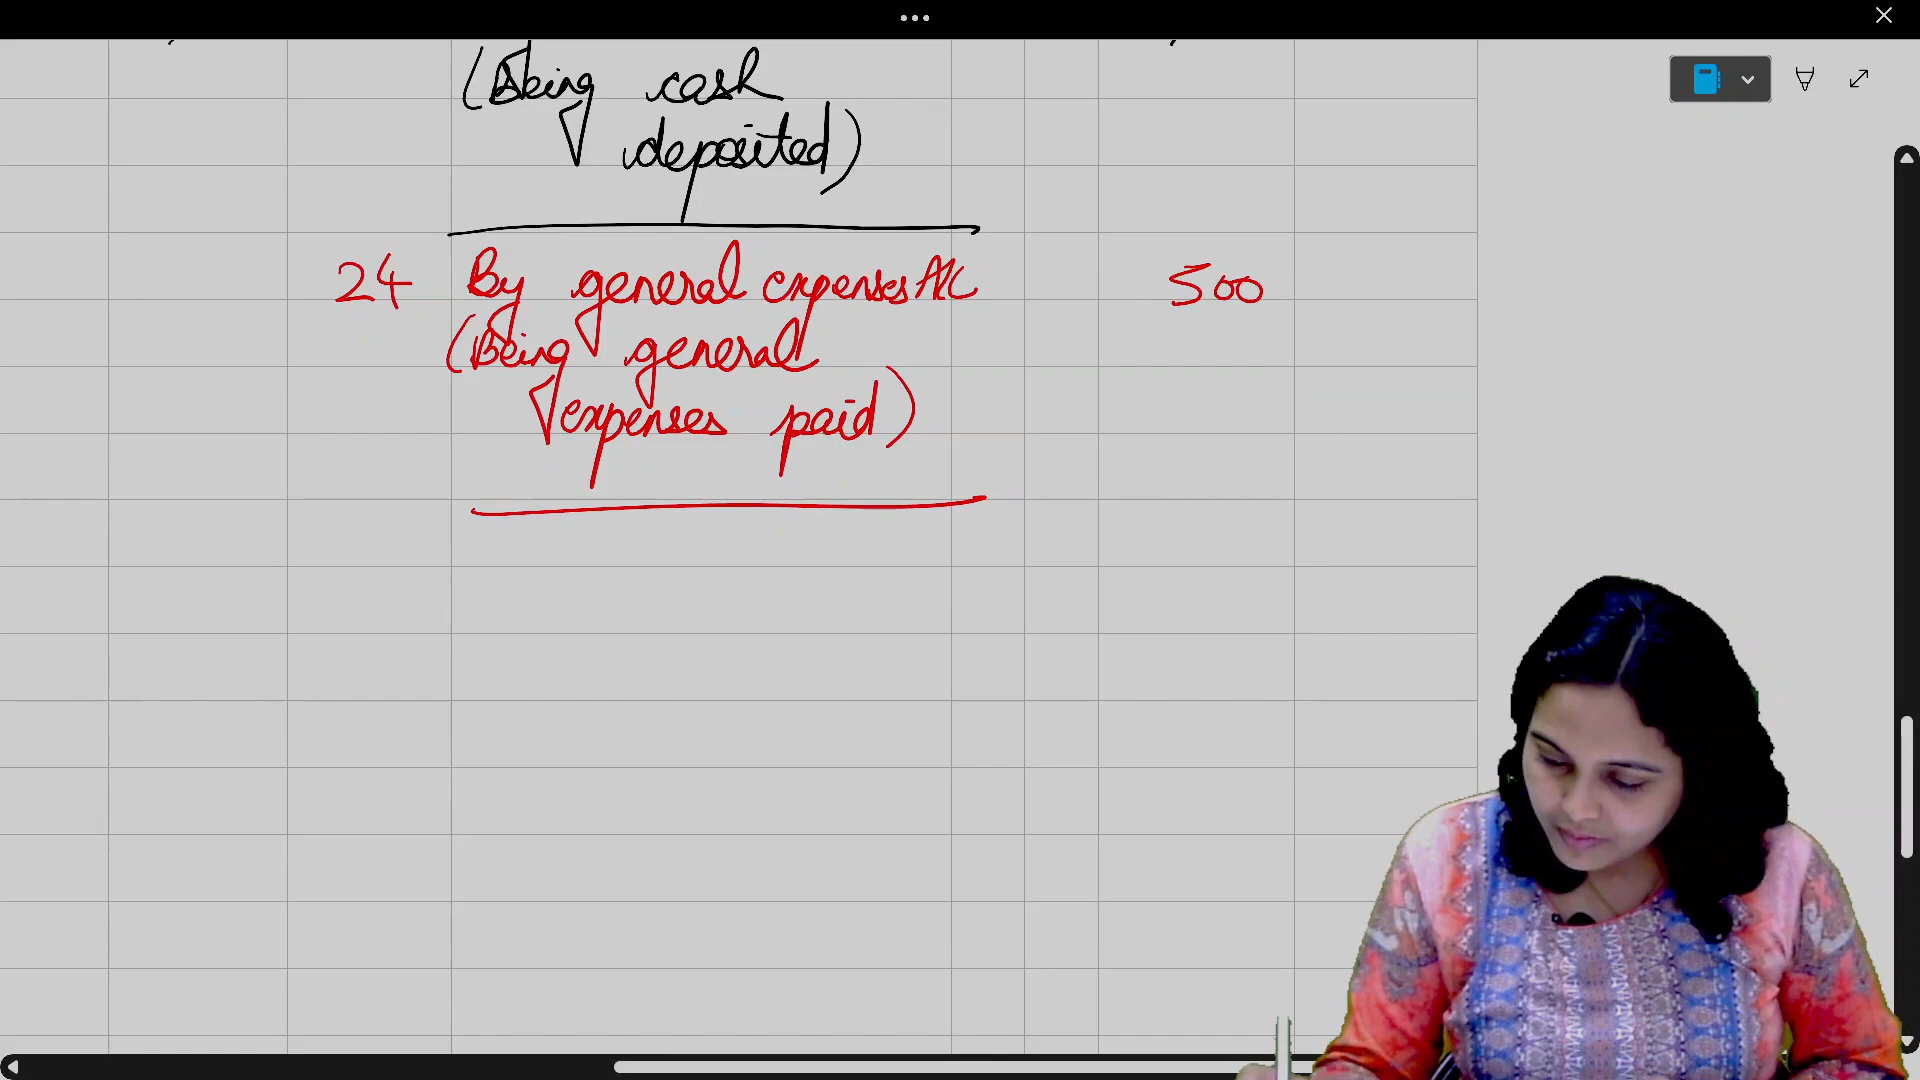 (Being cash
deposited)
24 By general expenses A/C 500
(Being general
expenses paid)